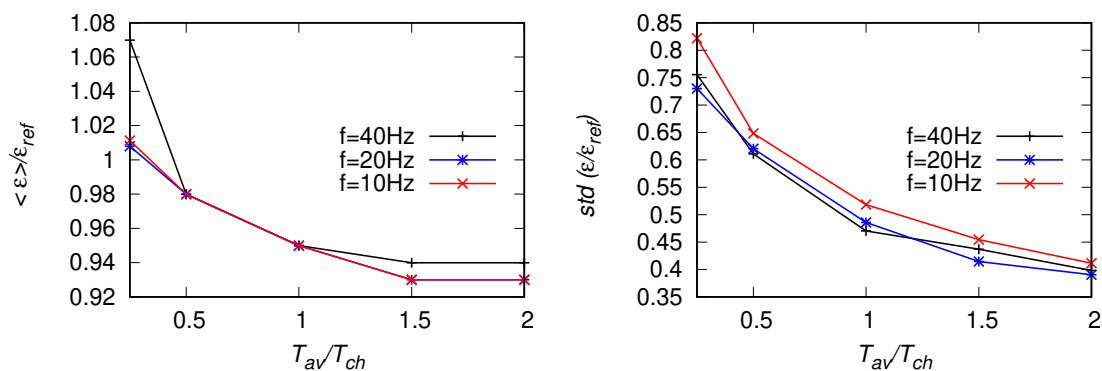 1.08
1.06
1.04
1.02
1
0.98
0.96
0.94
0.92
0.5
1
1.5
2
< ε>/ε_ref
T_av/T_ch
f=40Hz
f=20Hz
f=10Hz
0.85
0.8
0.75
0.7
0.65
0.6
0.55
0.5
0.45
0.4
0.35
0.5
1
1.5
2
std (ε/ε_ref)
T_av/T_ch
f=40Hz
f=20Hz
f=10Hz